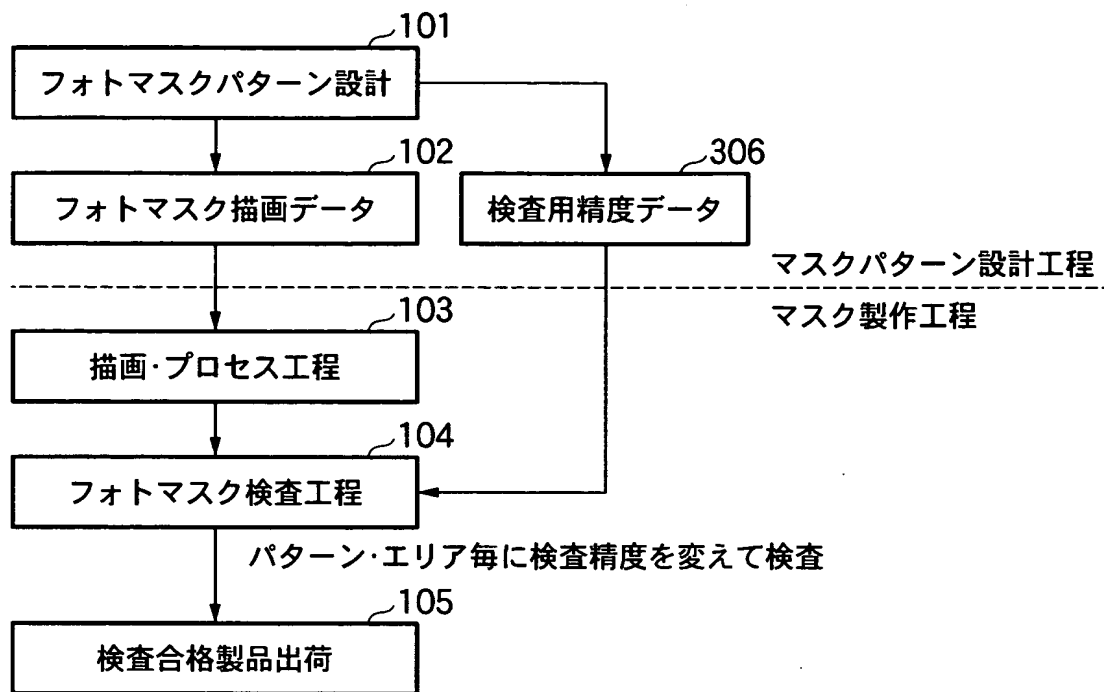 101
フォトマスクパターン設計
102
フォトマスク描画データ
306
検査用精度データ
マスクパターン設計工程
マスク製作工程
103
描画・プロセス工程
104
フォトマスク検査工程
パターン・エリア毎に検査精度を変えて検査
105
検査合格製品出荷